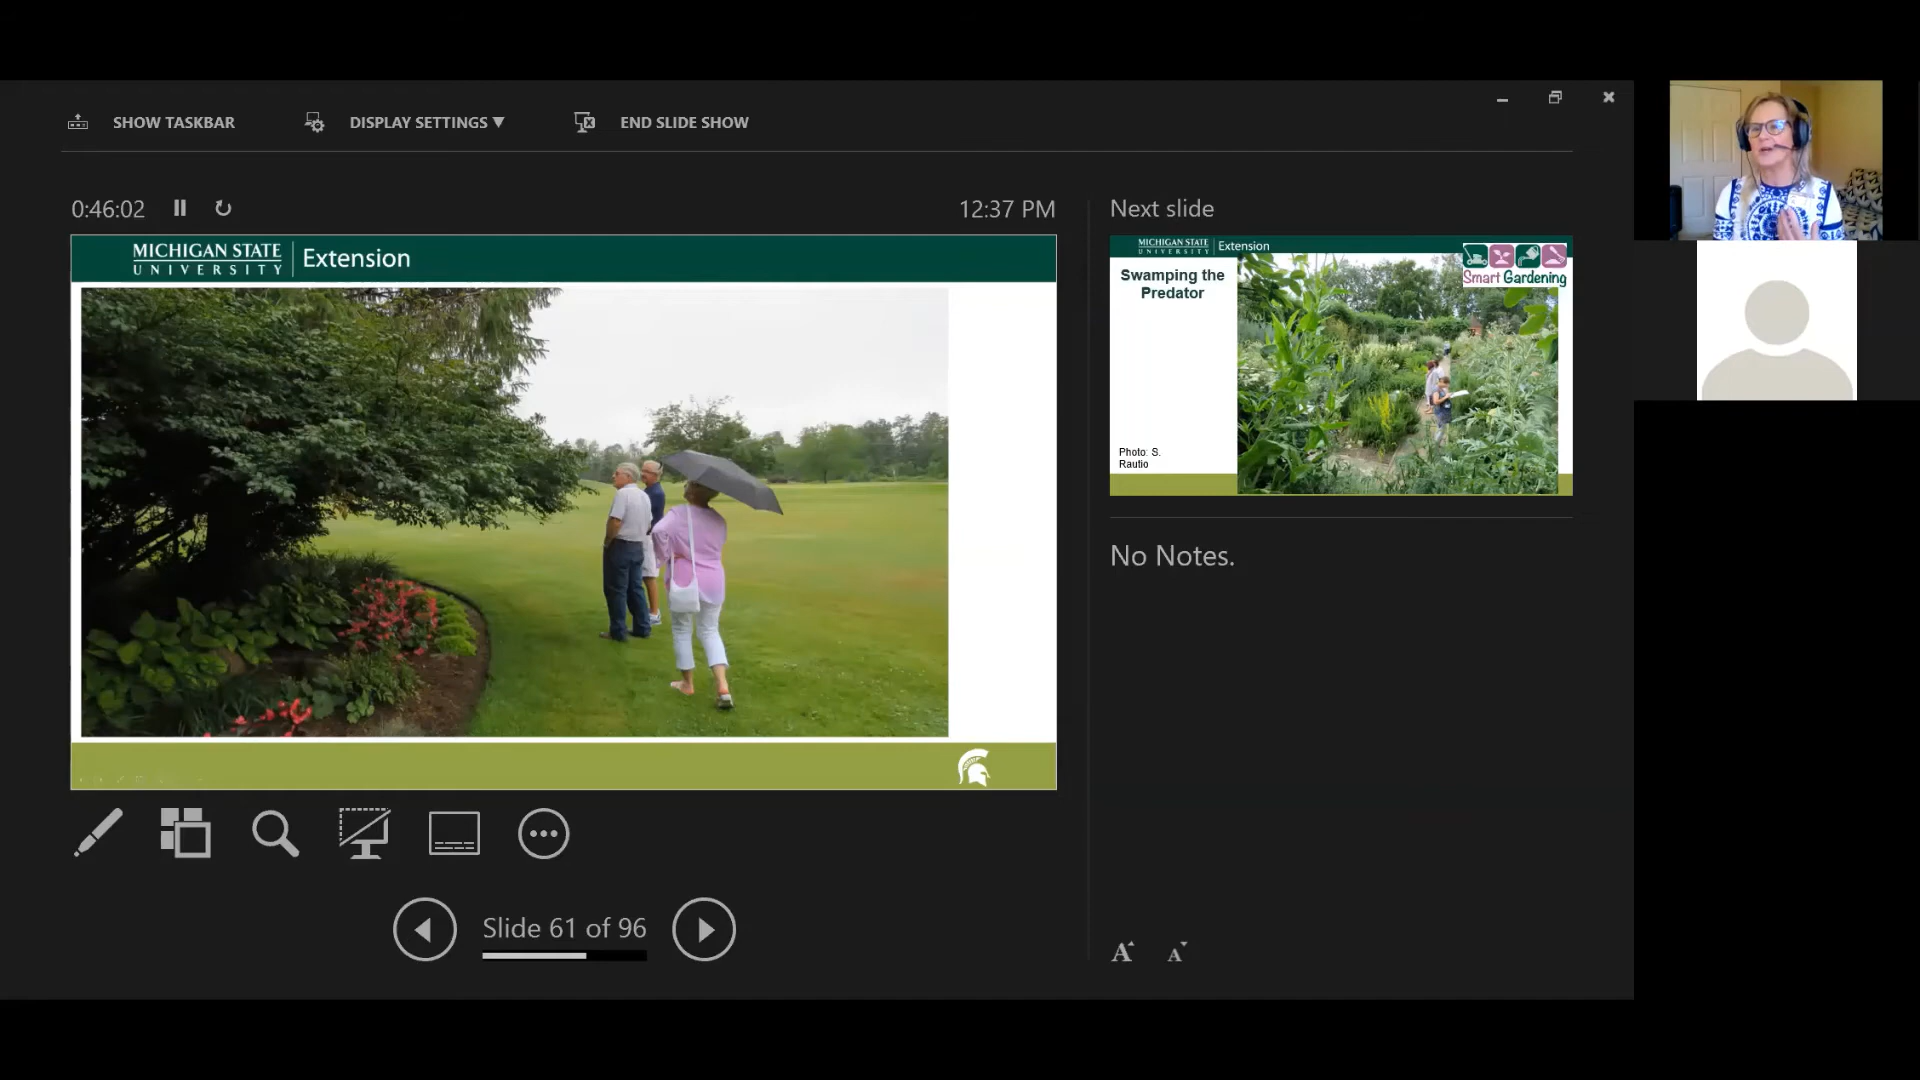 SHOW TASKBAR
DISPLAY SETTINGS ▼
END SLIDE SHOW
0:46:02
12:37 PM
MICHIGAN STATE
UNIVERSITY
Extension
Next slide
MICHIGAN STATE
UNIVERSITY
Extension
Smart Gardening
Swamping the
Predator
Photo: S.
Rautio
No Notes.
Slide 61 of 96
A
A